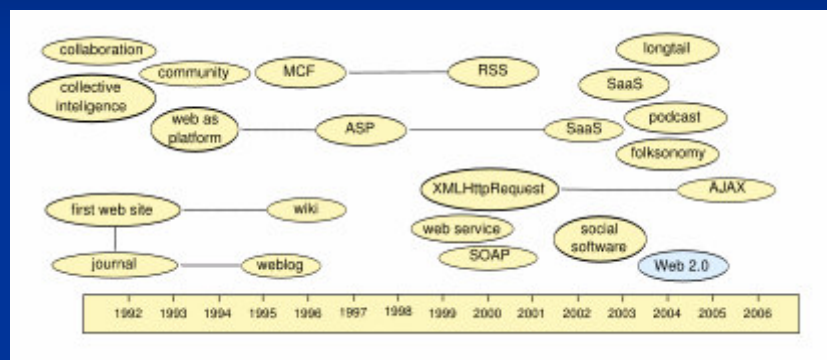 collaboration
longtail
community
MCF
RSS
SaaS
collective
inteligence
web as
platform
ASP
SaaS
podcast
folksonomy
XMLHttpRequest
AJAX
first web site
wiki
web service
social
software
journal
weblog
SOAP
Web 2.0
1992 1993 1994 1995 1996 1997 1998 1999 2000 2001 2002 2003 2004 2005 2006